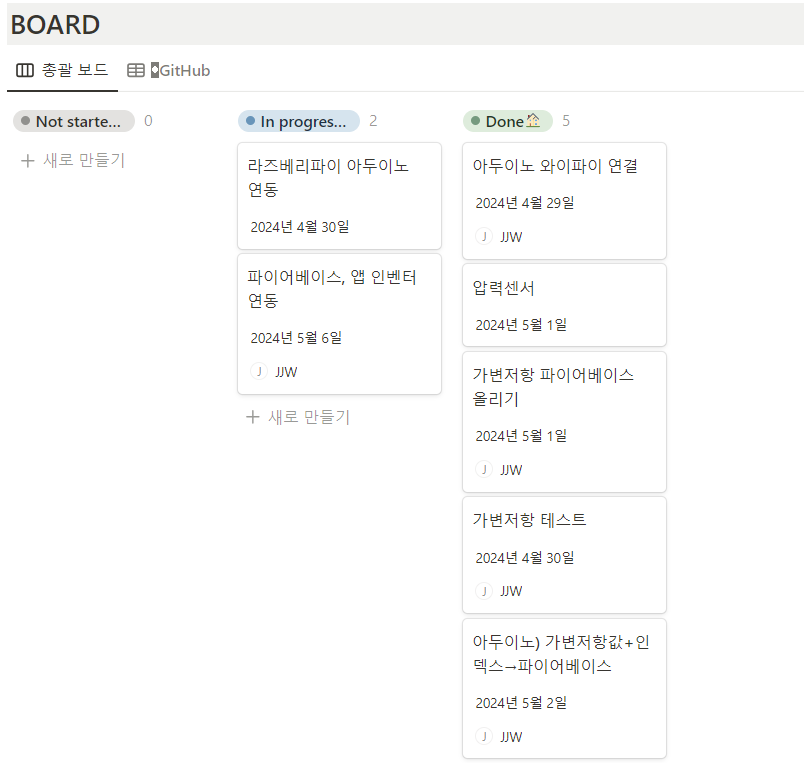 BOARD
총괄 보드 GitHub
Not starte... 0
새로 만들기
In progres... 2
라즈베리파이 아두이노
연동
2024년 4월 30일
파이어베이스, 앱 인벤터
연동
2024년 5월 6일
J JJW
새로 만들기
Done 5
아두이노 와이파이 연결
2024년 4월 29일
J JJW
압력센서
2024년 5월 1일
가변저항 파이어베이스
올리기
2024년 5월 1일
J JJW
가변저항 테스트
2024년 4월 30일
J JJW
아두이노) 가변저항값+인
덱스→파이어베이스
2024년 5월 2일
J JJW